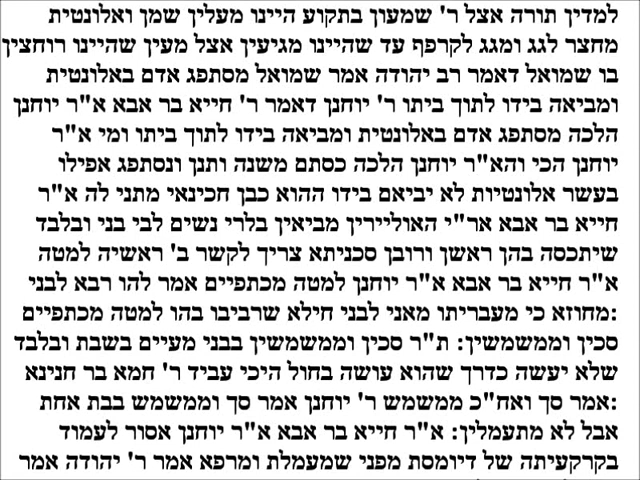 למדין תורה אצל ר' שמעון בתקוע היינו מעלין שמן ואלונטית
מחצר לגג ומגג לקרפף עד שהיינו מגיעין אצל מעין שהיינו רוחצין
בו שמואל דאמר רב יהודה אמר שמואל מסתפג אדם באלונטית
ומביאה בידו לתוך ביתו ר' יוחנן דאמר ר' חייא בר אבא א"ר יוחנן
הלכה מסתפג אדם באלונטית ומביאה בידו לתוך ביתו ומי א"ר
יוחנן הכי והא"ר יוחנן הלכה כסתם משנה ותנן ונסתפג אפילו
בעשר אלונטיות לא יביאם בידו ההוא כבן חכינאי מתני לה א"ר
חייא בר אבא אר"י האוליירין מביאין בלרי נשים לבי בני ובלבד
שיתכסה בהן ראשן ורובן סכניתא צריך לקשר ב' ראשיה למטה
א"ר חייא בר אבא א"ר יוחנן למטה מכתפיים אמר להו רבא לבני
:מחוזא כי מעבריתו מאני לבני חילא שרביבו בהו למטה מכתפיים
סכין וממשמשין: ת"ר סכין וממשמשין בבני מעיים בשבת ובלבד
שלא יעשה כדרך שהוא עושה בחול היכי עביד ר' חמא בר חנינא
:אמר סך ואח"כ ממשמש ר' יוחנן אמר סך וממשמש בבת אחת
אבל לא מתעמלין: א"ר חייא בר אבא א"ר יוחנן אסור לעמוד
בקרקעיתה של דיומסת מפני שמעמלת ומרפא אמר ר' יהודה אמר